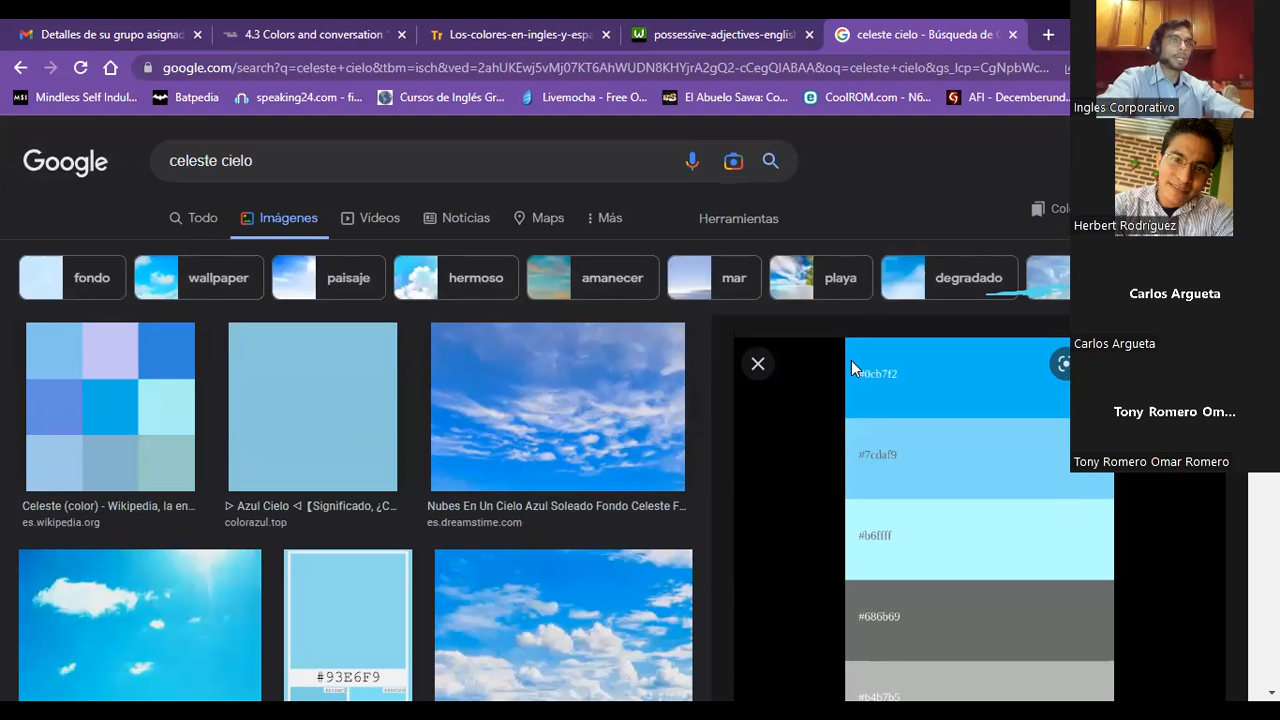 Detalles de su grupo asignad
4.3 Colors and conversation
Los-colores-en-ingles-y-espa
possessive-adjectives-english
celeste cielo - Búsqueda de G
google.com/search?q=celeste+cielo&tbm=isch&ved=2ahUKEwj5vMj07KT6AhWUDN8KHYjrA2gQ2-cCegQIABAA&oq=celeste+cielo&gs_lcp=CgNpbWc...
Mindless Self Indul...
Batpedia
speaking24.com - fi...
Cursos de Inglés Gr...
Livemocha - Free O...
El Abuelo Sawa: Co...
CoolROM.com - N6...
AFI - Decemberund...
Ingles Corporativo
Google
celeste cielo
Todo
Imágenes
Vídeos
Noticias
Maps
Más
Herramientas
Col
Herbert Rodríguez
fondo
wallpaper
paisaje
hermoso
amanecer
mar
playa
degradado
Carlos Argueta
Carlos Argueta
#0cb7f2
#7cdaf9
Tony Romero Om...
Tony Romero Omar Romero
Celeste (color) - Wikipedia, la en...
es.wikipedia.org
ᐅ Azul Cielo ᐊ【Significado, ¿C...
colorazul.top
Nubes En Un Cielo Azul Soleado Fondo Celeste F...
es.dreamstime.com
#b6ffff
#686b69
#93E6F9
#b4b7b5